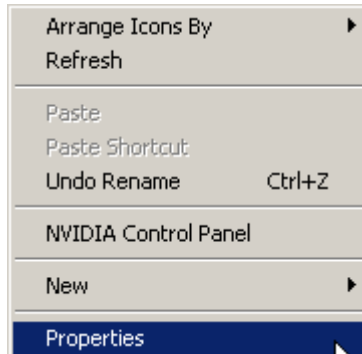 Arrange Icons By
Refresh
Paste
Paste Shortcut
Undo Rename Ctrl+Z
NVIDIA Control Panel
New
Properties